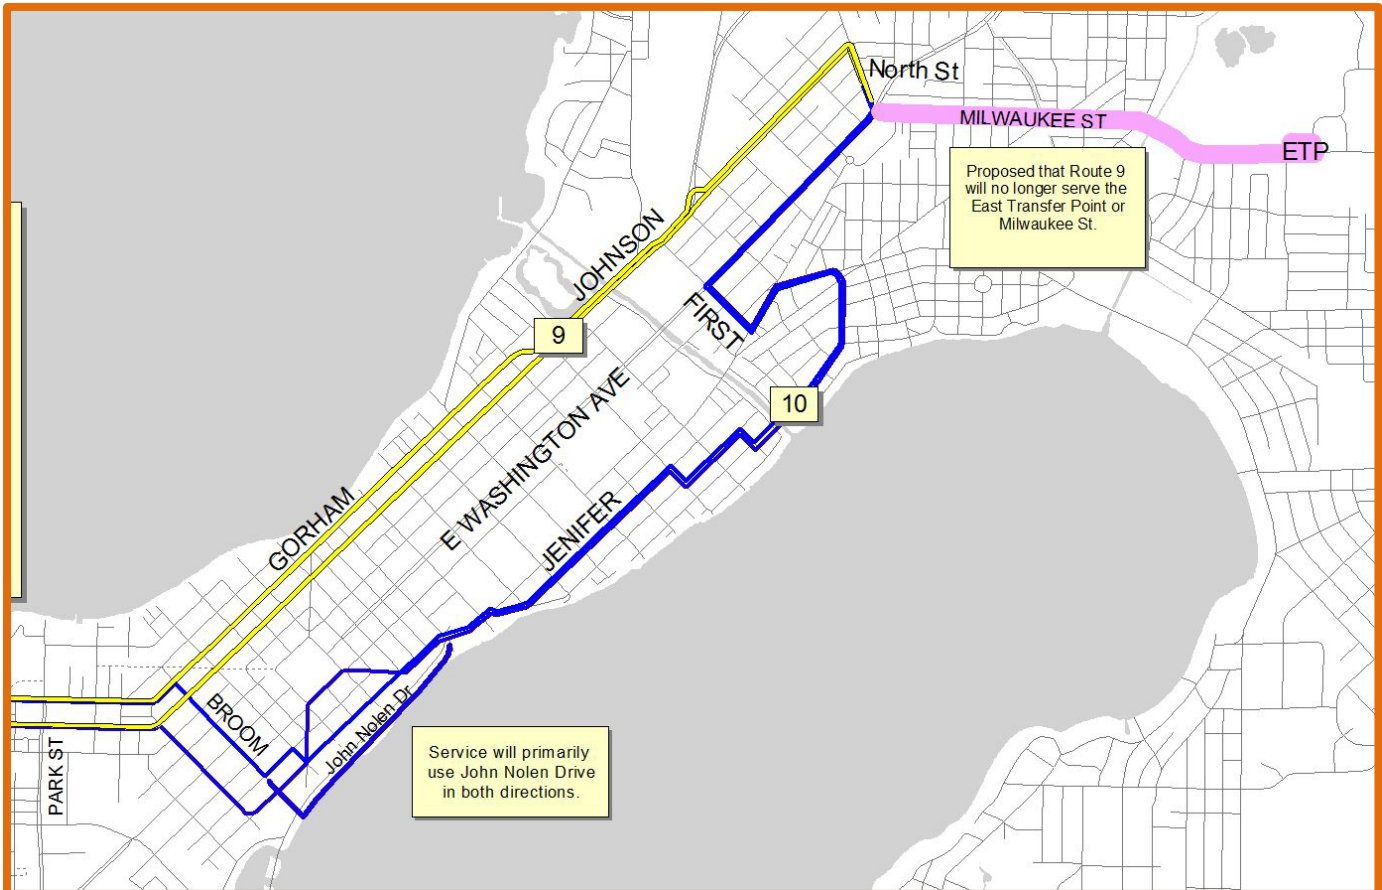 North St
MILWAUKEE ST
ETP
Proposed that Route 9
will no longer serve the
East Transfer Point or
Milwaukee St.
JOHNSON
9
FIRST
10
E WASHINGTON AVE
GORHAM
JENIFER
BROOM
John Nolen Dr
PARK ST
Service will primarily
use John Nolen Drive
in both directions.